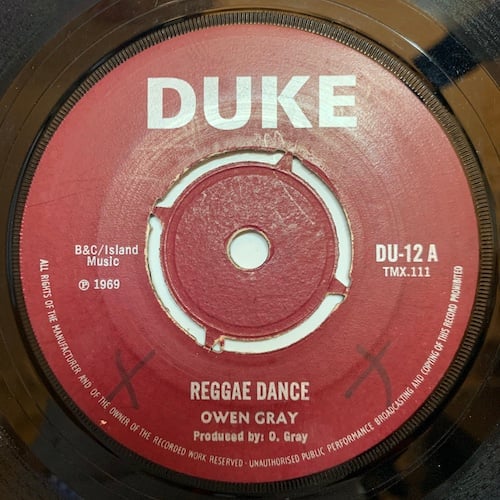 DUKE
B&C/Island
Music
℗ 1969
DU-12 A
TMX.111
REGGAE DANCE
OWEN GRAY
Produced by: O. Gray
ALL RIGHTS OF THE MANUFACTURER AND OF THE OWNER OF THE RECORDED WORK RESERVED · UNAUTHORISED PUBLIC PERFORMANCE BROADCASTING AND COPYING OF THIS RECORD PROHIBITED